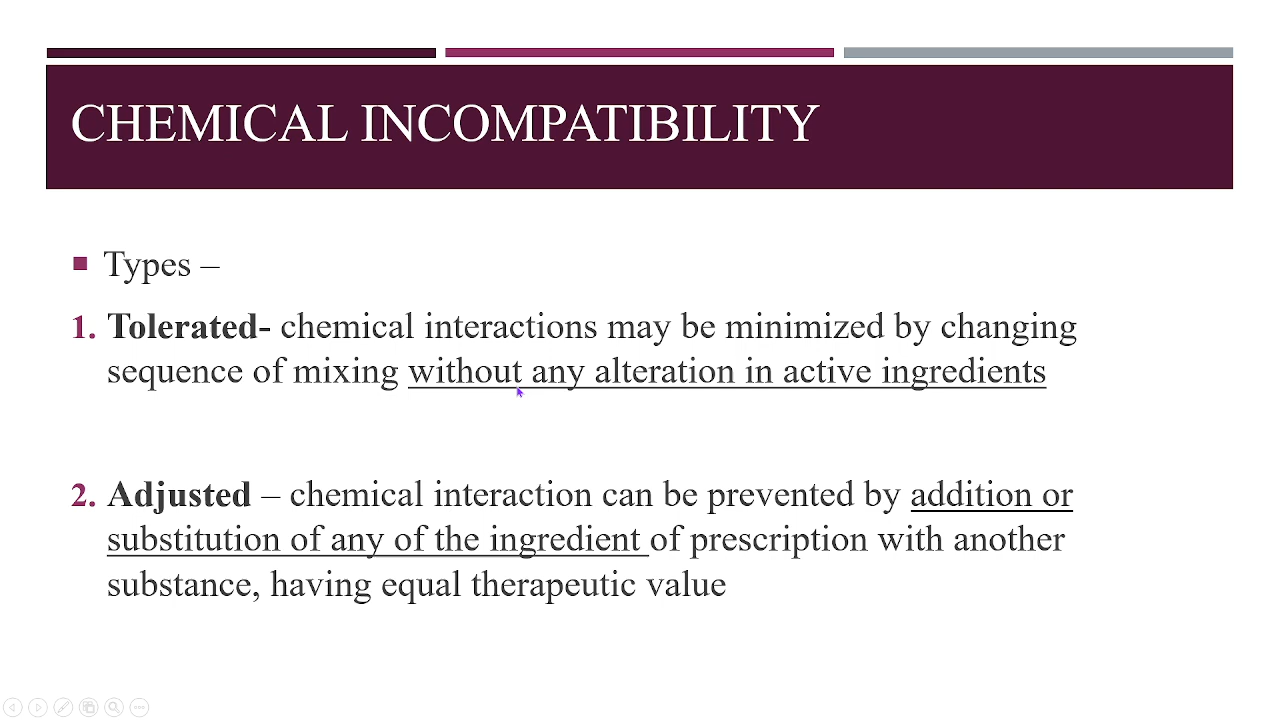 CHEMICAL INCOMPATIBILITY
Types –
1. Tolerated- chemical interactions may be minimized by changing
sequence of mixing without any alteration in active ingredients
2. Adjusted – chemical interaction can be prevented by addition or
substitution of any of the ingredient of prescription with another
substance, having equal therapeutic value